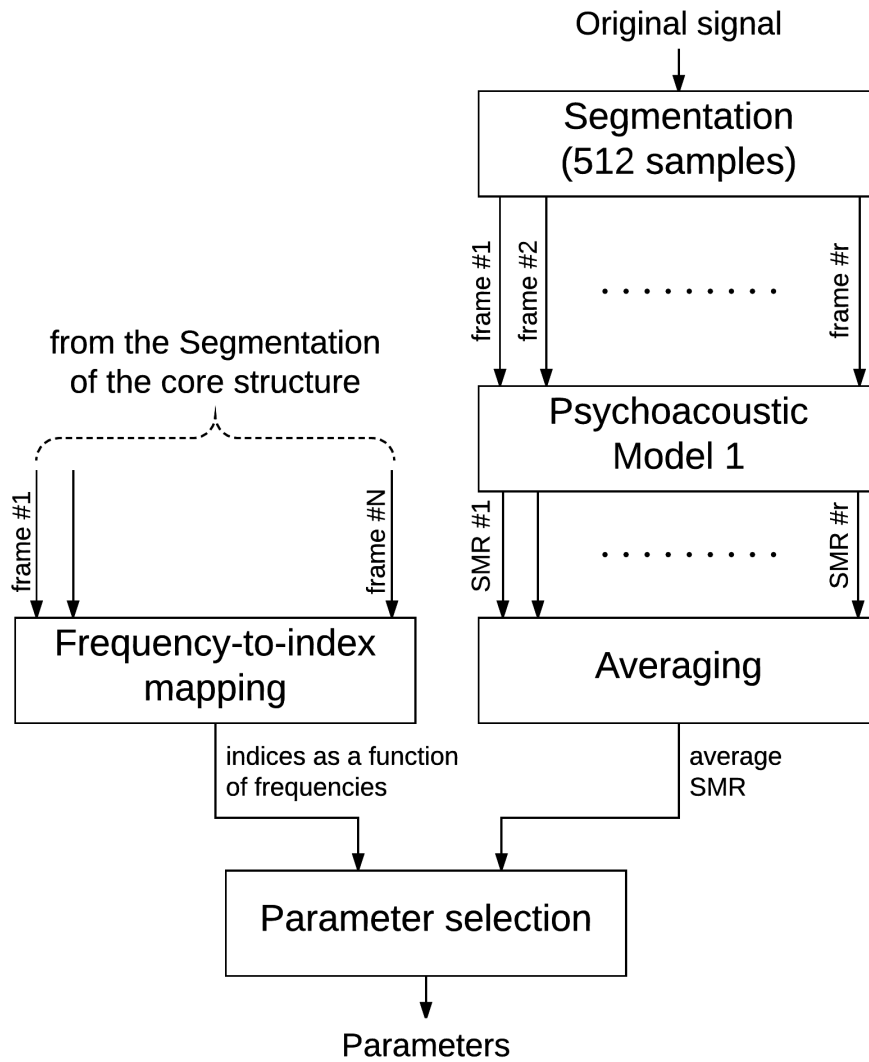 Original signal
Segmentation
(512 samples)
frame #1
frame #2
frame #r
from the Segmentation
of the core structure
Psychoacoustic
Model 1
frame #1
frame #N
SMR #1
SMR #r
Frequency-to-index
mapping
Averaging
indices as a function
of frequencies
average
SMR
Parameter selection
Parameters